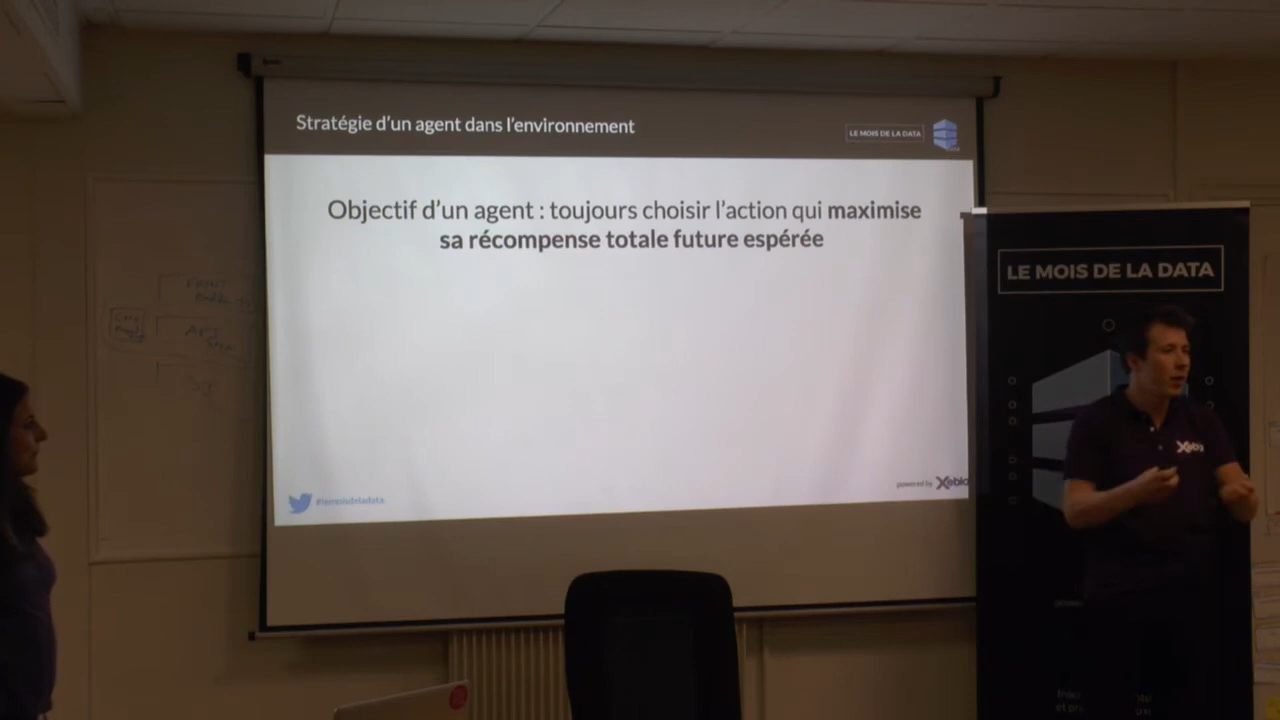 Stratégie d'un agent dans l'environnement
LE MOIS DE LA DATA
Objectif d'un agent : toujours choisir l'action qui maximise
sa récompense totale future espérée
#lemoisdeladata
powered by Xebia
LE MOIS DE LA DATA